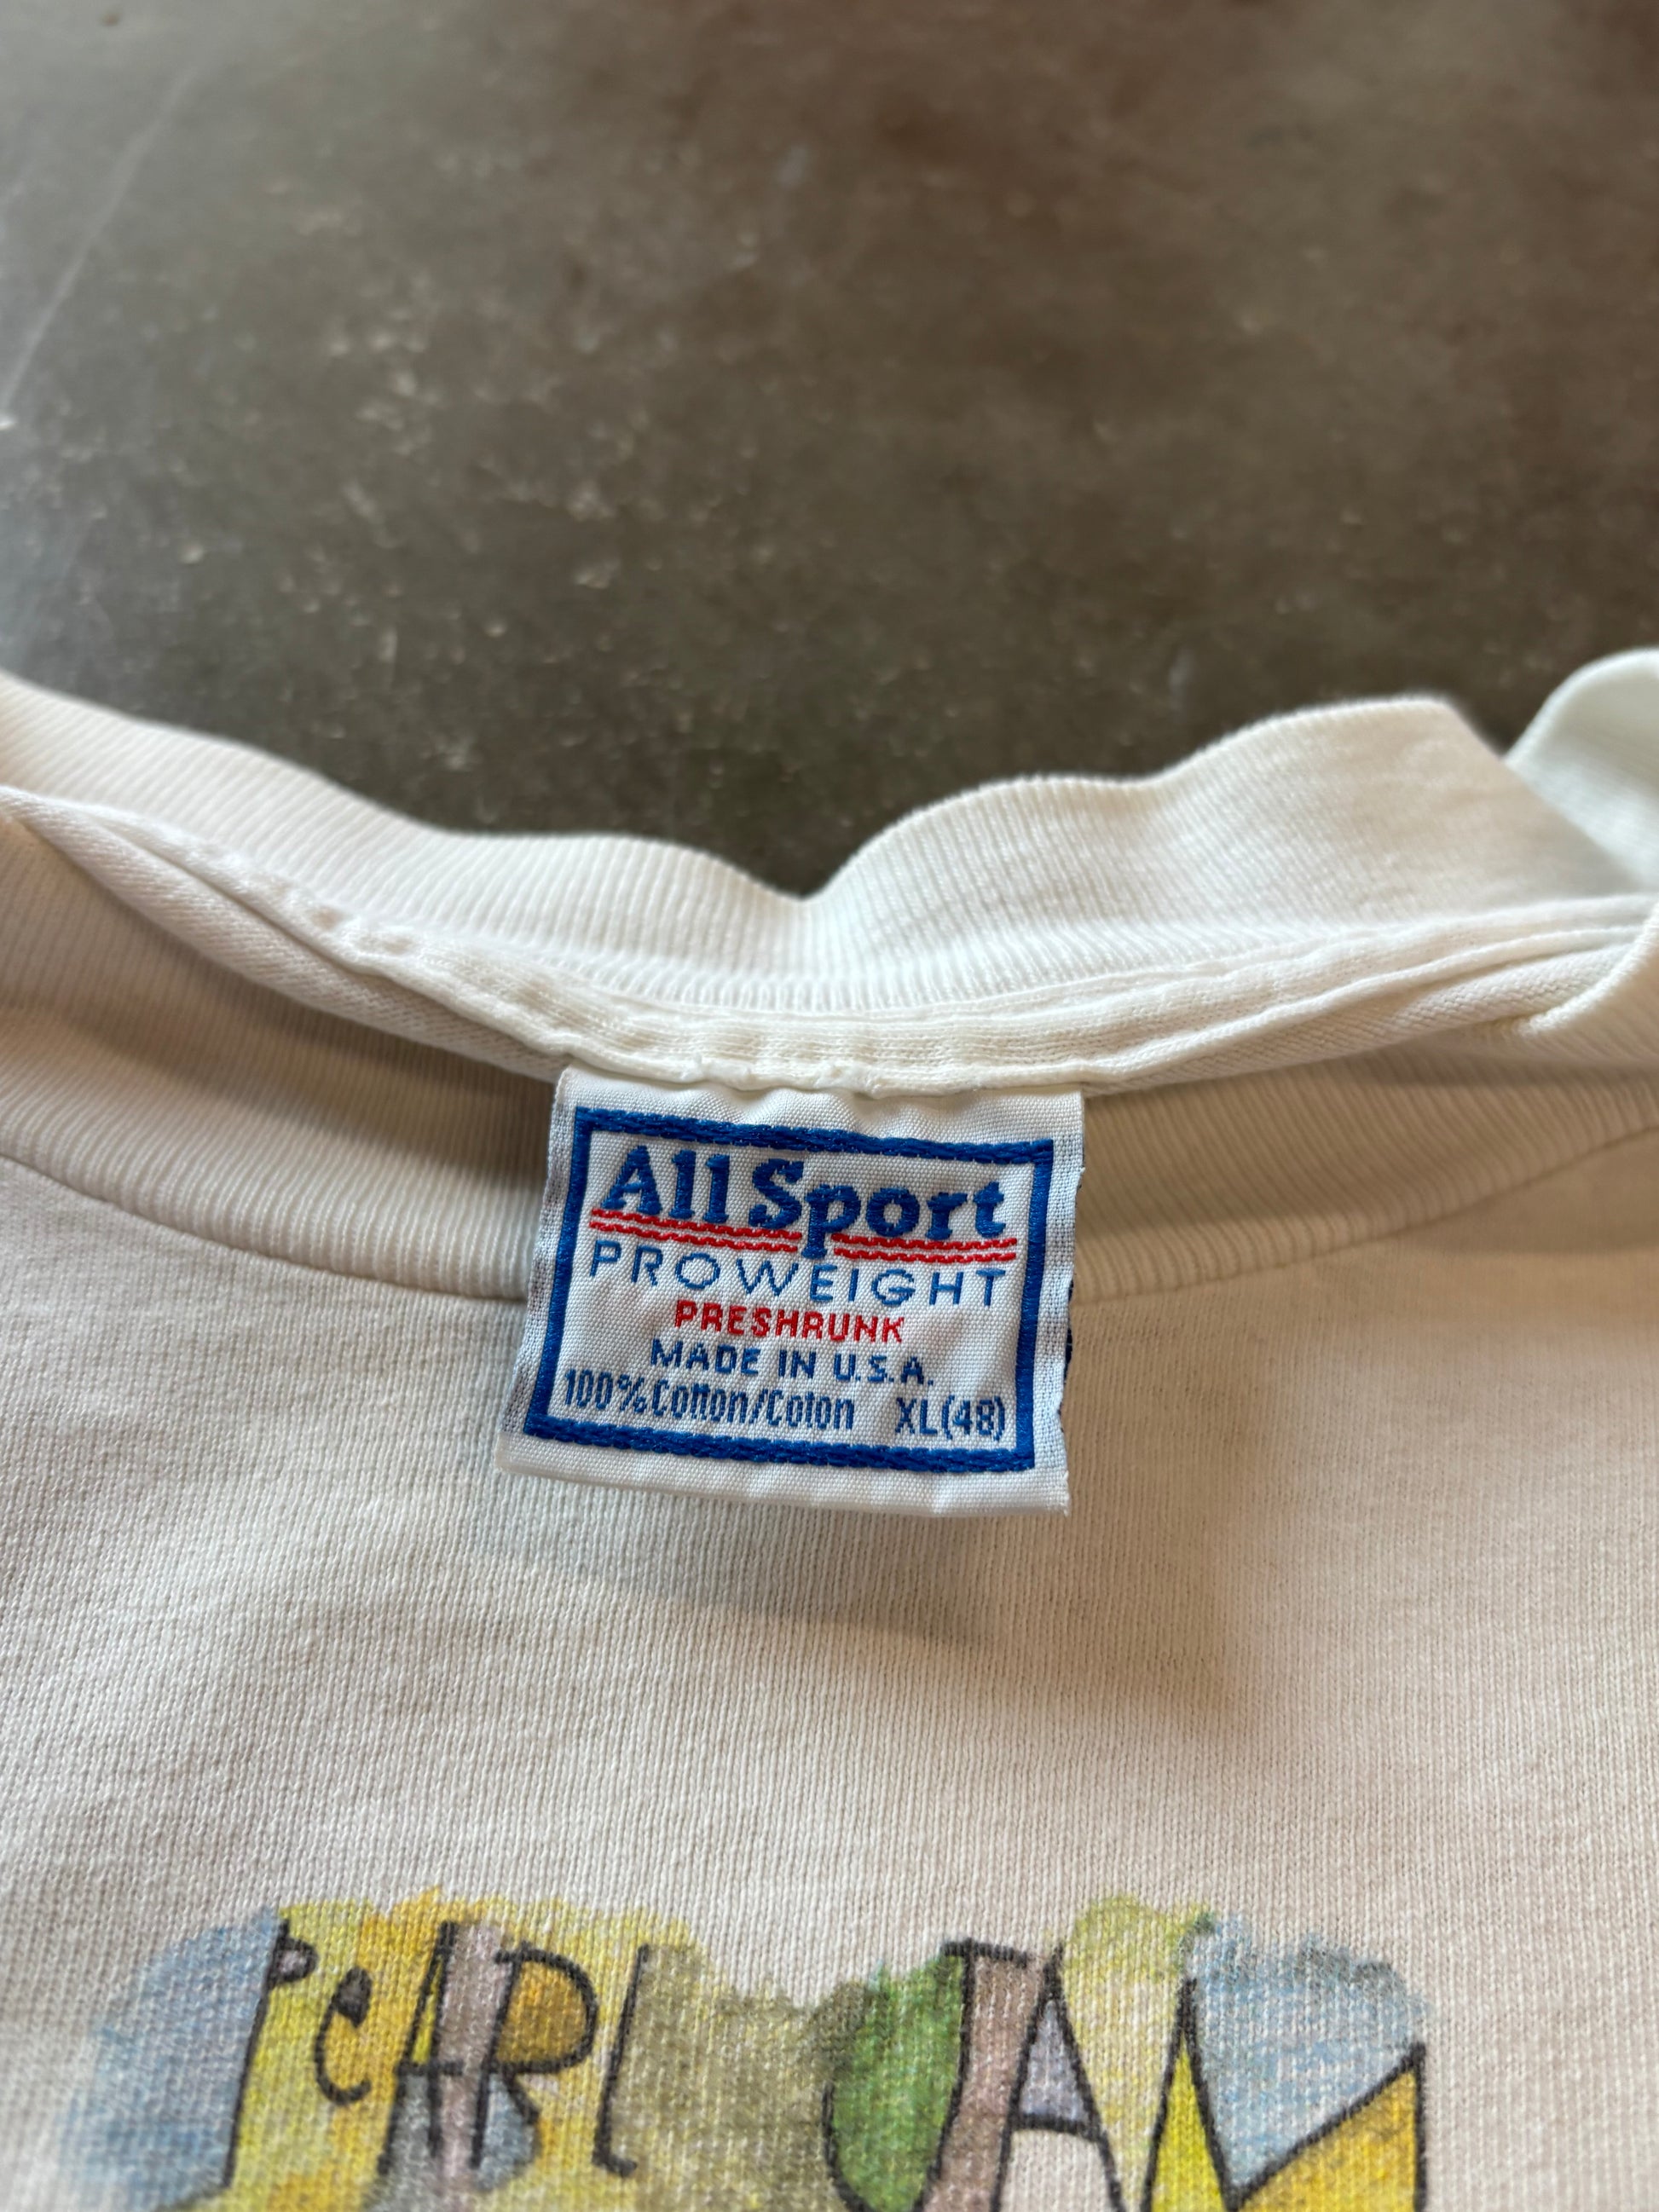 All Sport
PROWEIGHT
PRESHRUNK
MADE IN U.S.A.
100% Cotton/Coton XL(48)
PeARl JAM